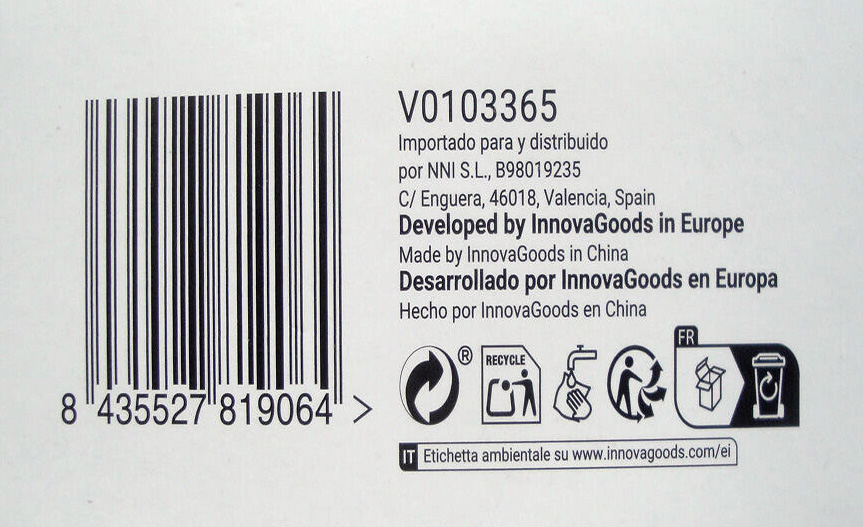 8 435527 819064 >
V0103365
Importado para y distribuido
por NNI S.L., B98019235
C/ Enguera, 46018, Valencia, Spain
Developed by InnovaGoods in Europe
Made by InnovaGoods in China
Desarrollado por InnovaGoods en Europa
Hecho por InnovaGoods en China
®
RECYCLE
FR
IT Etichetta ambientale su www.innovagoods.com/ei